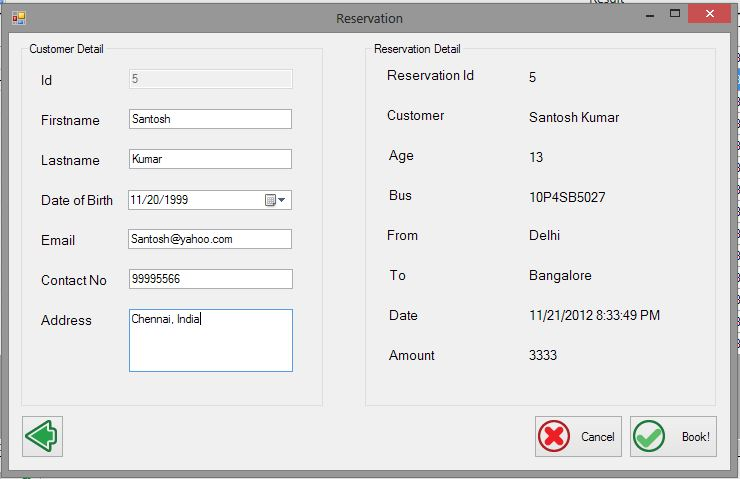 Result
Reservation
Customer Detail
Id 5
Firstname Santosh
Lastname Kumar
Date of Birth 11/20/1999
Email Santosh@yahoo.com
Contact No 99995566
Address Chennai, India
Reservation Detail
Reservation Id 5
Customer Santosh Kumar
Age 13
Bus 10P4SB5027
From Delhi
To Bangalore
Date 11/21/2012 8:33:49 PM
Amount 3333
Cancel
Book!